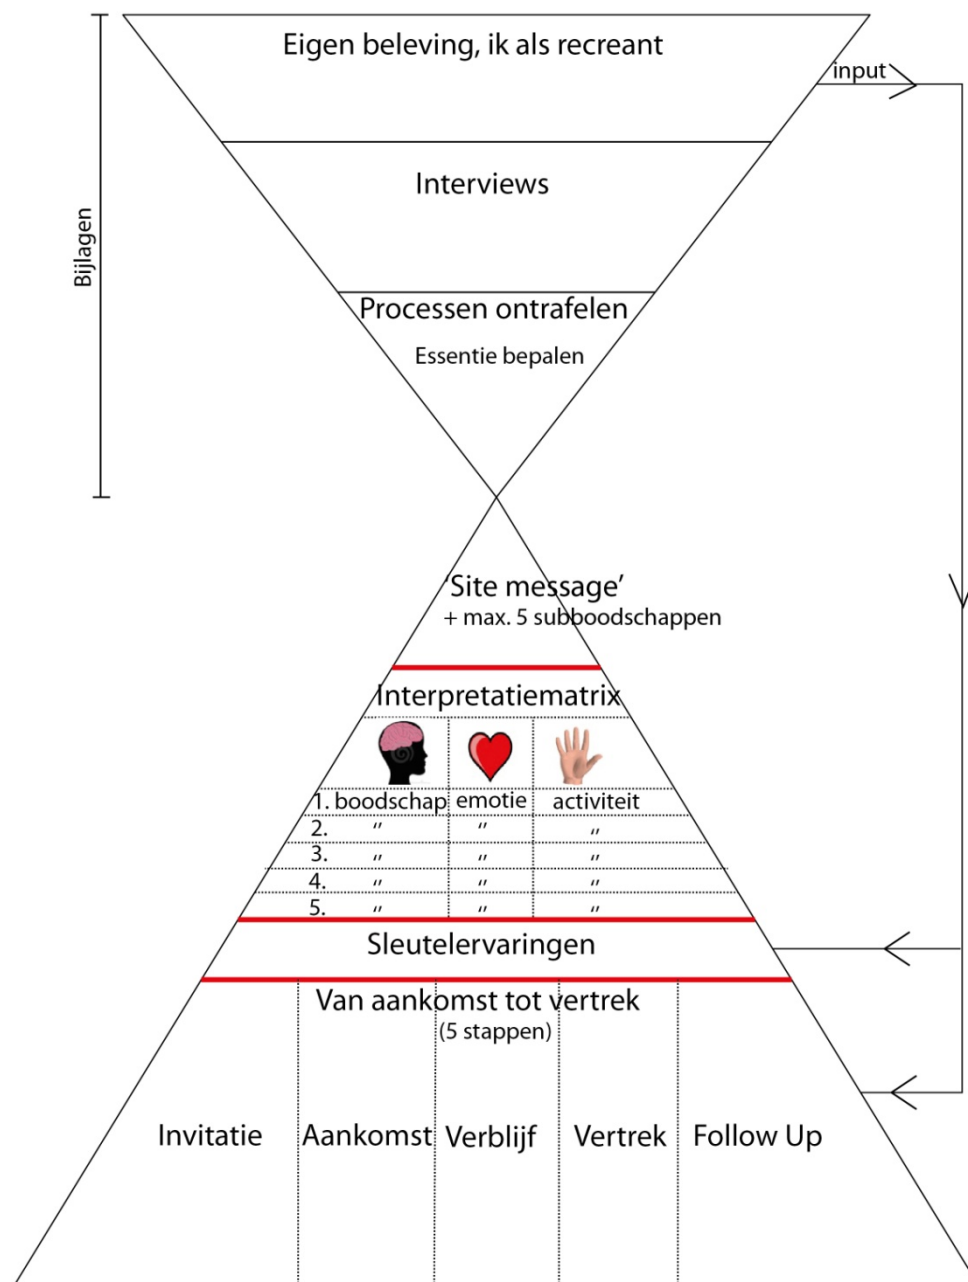 Eigen beleving, ik als recreant
input
Interviews
Bijlagen
Processen ontrafelen
Essentie bepalen
‘Site message’
+ max. 5 subboodschappen
Interpretatiematrix
1. boodschap emotie activiteit
2. ,, ,, ,,
3. ,, ,, ,,
4. ,, ,, ,,
5. ,, ,, ,,
Sleutelervaringen
Van aankomst tot vertrek
(5 stappen)
Invitatie Aankomst Verblijf Vertrek Follow Up